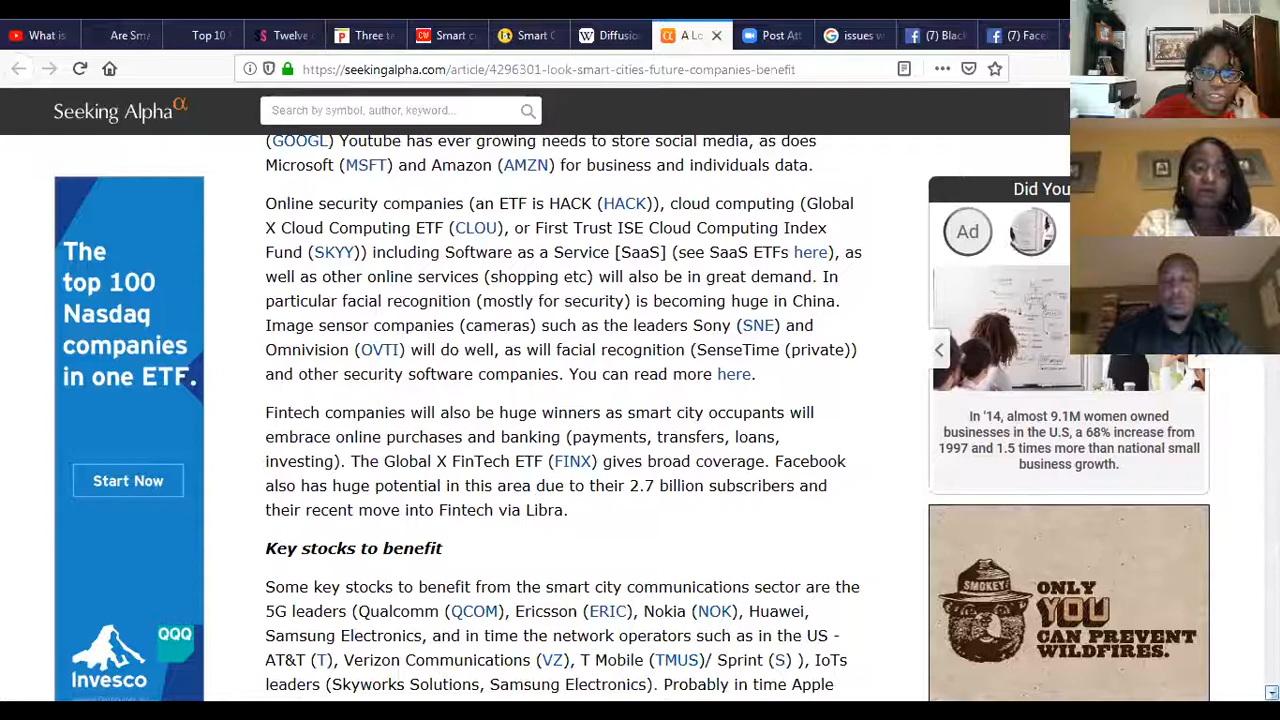 What is
Are Sma
Top 10
Twelve c
Three te
Smart ci
Smart C
Diffusion
A Lo
Post Att
issues w
(7) Blac
(7) Face
https://seekingalpha.com/article/4296301-look-smart-cities-future-companies-benefit
Seeking Alpha α
Search by symbol, author, keyword...
(GOOGL) Youtube has ever growing needs to store social media, as does
Microsoft (MSFT) and Amazon (AMZN) for business and individuals data.
Online security companies (an ETF is HACK (HACK)), cloud computing (Global
X Cloud Computing ETF (CLOU), or First Trust ISE Cloud Computing Index
Fund (SKYY)) including Software as a Service [SaaS] (see SaaS ETFs here), as
well as other online services (shopping etc) will also be in great demand. In
particular facial recognition (mostly for security) is becoming huge in China.
Image sensor companies (cameras) such as the leaders Sony (SNE) and
Omnivision (OVTI) will do well, as will facial recognition (SenseTime (private))
and other security software companies. You can read more here.
Fintech companies will also be huge winners as smart city occupants will
embrace online purchases and banking (payments, transfers, loans,
investing). The Global X FinTech ETF (FINX) gives broad coverage. Facebook
also has huge potential in this area due to their 2.7 billion subscribers and
their recent move into Fintech via Libra.
Key stocks to benefit
Some key stocks to benefit from the smart city communications sector are the
5G leaders (Qualcomm (QCOM), Ericsson (ERIC), Nokia (NOK), Huawei,
Samsung Electronics, and in time the network operators such as in the US -
AT&T (T), Verizon Communications (VZ), T Mobile (TMUS)/ Sprint (S) ), IoTs
leaders (Skyworks Solutions, Samsung Electronics). Probably in time Apple
The
top 100
Nasdaq
companies
in one ETF.
Start Now
QQQ
Invesco
Did You
Ad
In '14, almost 9.1M women owned
businesses in the U.S, a 68% increase from
1997 and 1.5 times more than national small
business growth.
SMOKEY
ONLY
YOU
CAN PREVENT
WILDFIRES.